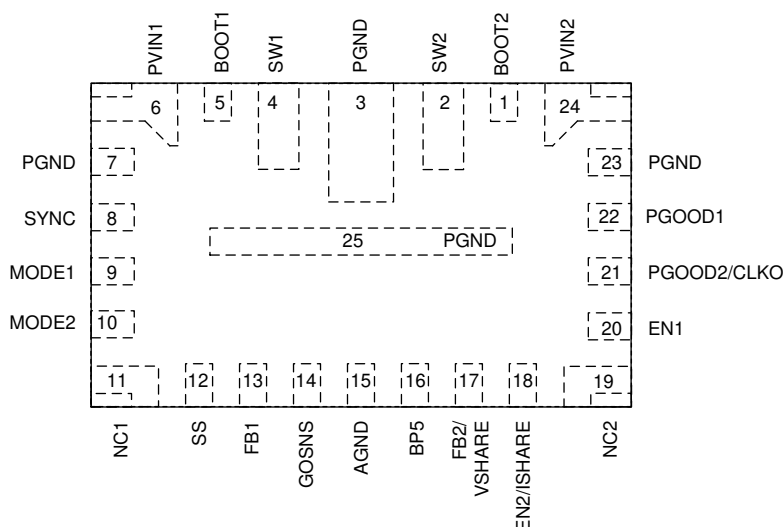 PVIN1
BOOT1
SW1
PGND
SW2
BOOT2
PVIN2
6
5
4
3
2
1
24
PGND
7
23
PGND
SYNC
8
22
PGOOD1
25
PGND
MODE1
9
21
PGOOD2/CLKO
MODE2
10
20
EN1
11
12
13
14
15
16
17
18
19
NC1
SS
FB1
GOSNS
AGND
BP5
FB2/
VSHARE
EN2/ISHARE
NC2